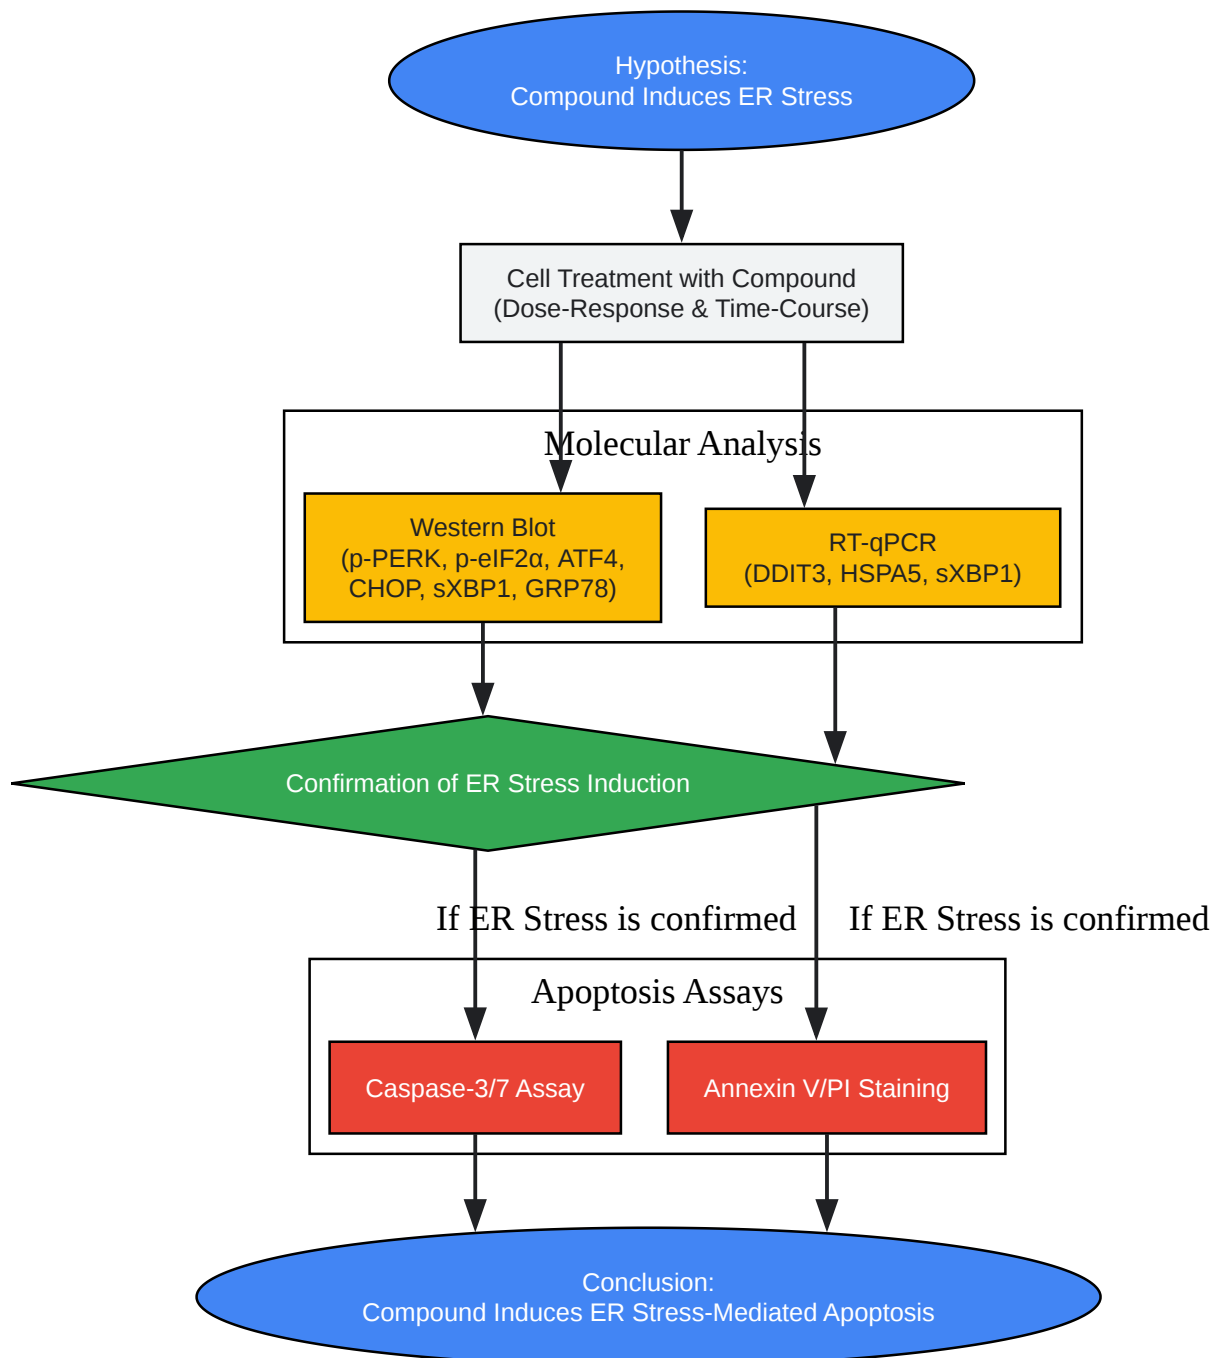 Hypothesis:
Compound Induces ER Stress
Cell Treatment with Compound
(Dose-Response & Time-Course)
Molecular Analysis
Western Blot
(p-PERK, p-eIF2α, ATF4,
CHOP, sXBP1, GRP78)
RT-qPCR
(DDIT3, HSPA5, sXBP1)
Confirmation of ER Stress Induction
If ER Stress is confirmed
If ER Stress is confirmed
Apoptosis Assays
Caspase-3/7 Assay
Annexin V/PI Staining
Conclusion:
Compound Induces ER Stress-Mediated Apoptosis